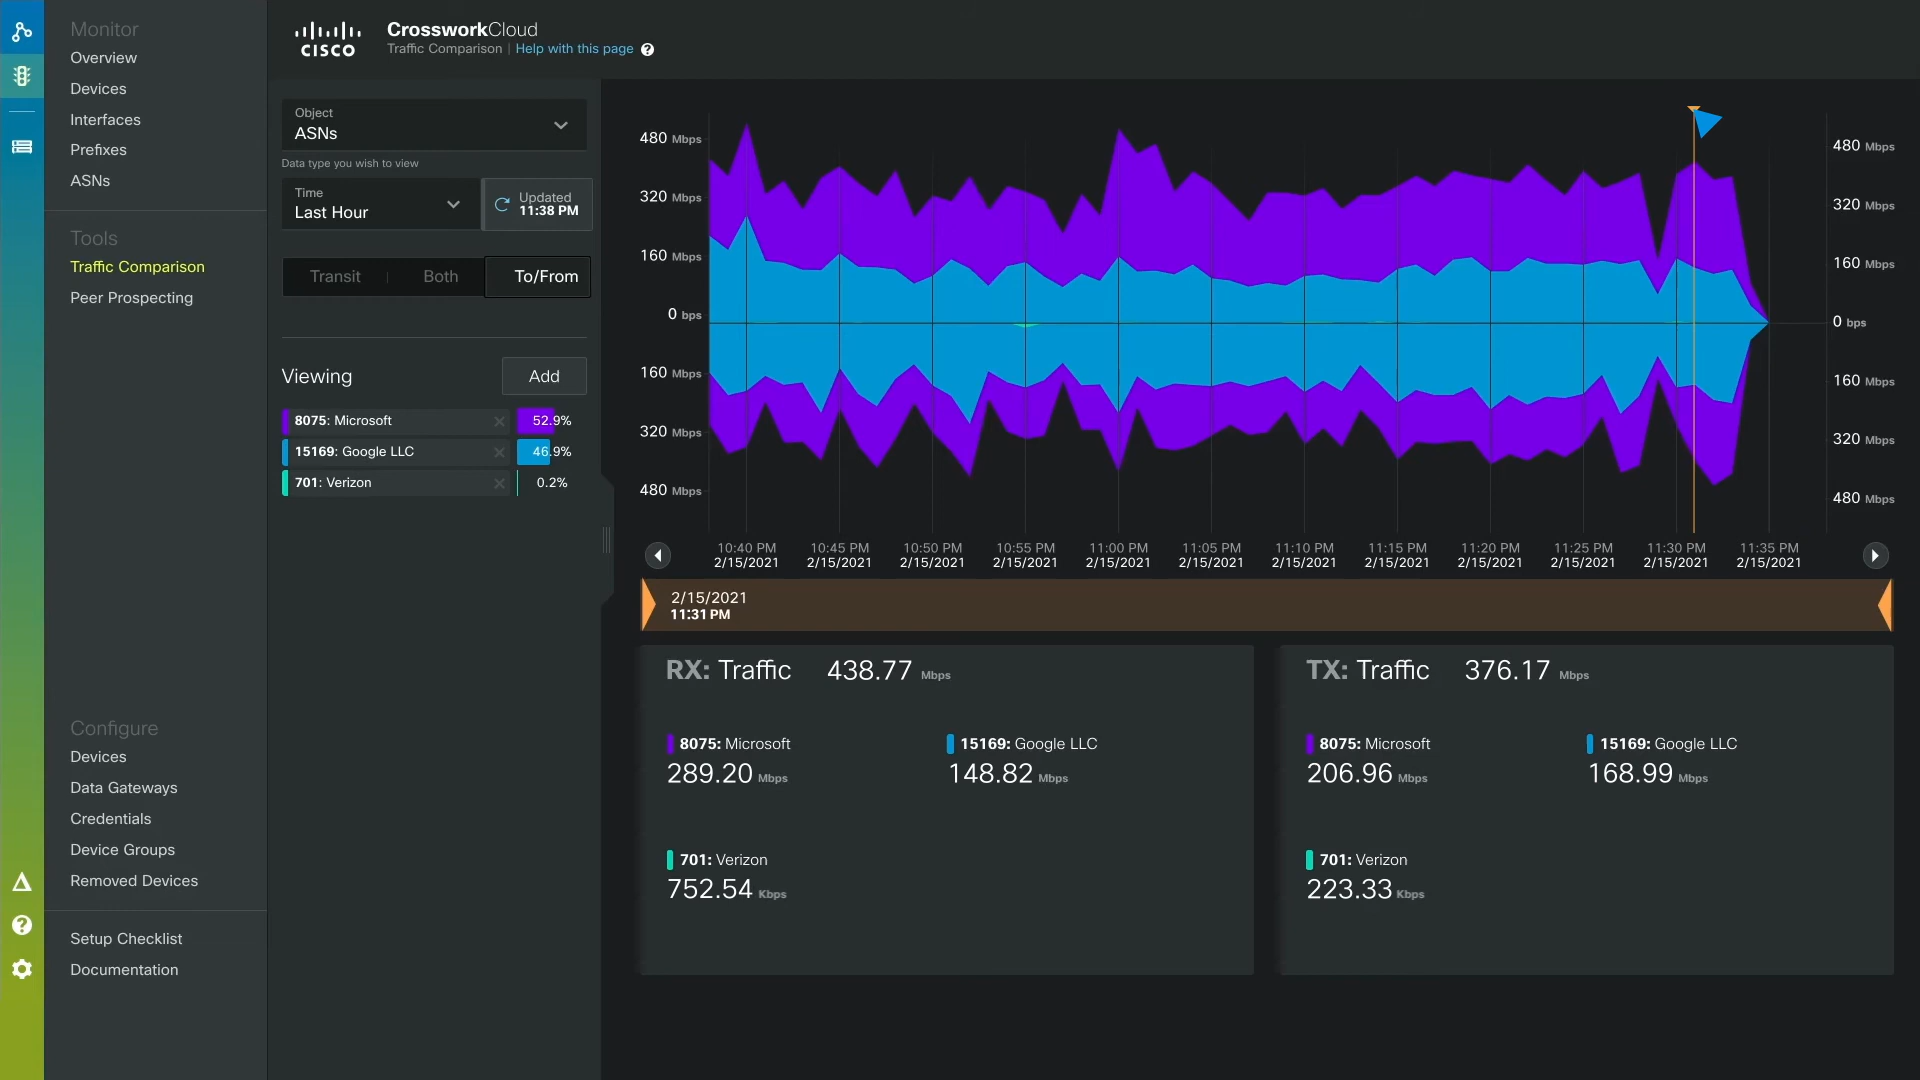 Monitor
Overview
Devices
Interfaces
Prefixes
ASNs
Tools
Traffic Comparison
Peer Prospecting
Configure
Devices
Data Gateways
Credentials
Device Groups
Removed Devices
Setup Checklist
Documentation
CISCO
CrossworkCloud
Traffic Comparison | Help with this page ?
Object
ASNs
Data type you wish to view
Time
Last Hour
Updated
11:38 PM
Transit Both To/From
Viewing Add
8075: Microsoft 52.9%
15169: Google LLC 46.9%
701: Verizon 0.2%
480 Mbps
320 Mbps
160 Mbps
0 bps
160 Mbps
320 Mbps
480 Mbps
480 Mbps
320 Mbps
160 Mbps
0 bps
160 Mbps
320 Mbps
480 Mbps
10:40 PM 10:45 PM 10:50 PM 10:55 PM 11:00 PM 11:05 PM 11:10 PM 11:15 PM 11:20 PM 11:25 PM 11:30 PM 11:35 PM
2/15/2021 2/15/2021 2/15/2021 2/15/2021 2/15/2021 2/15/2021 2/15/2021 2/15/2021 2/15/2021 2/15/2021 2/15/2021 2/15/2021
2/15/2021
11:31 PM
RX: Traffic 438.77 Mbps
8075: Microsoft 15169: Google LLC
289.20 Mbps 148.82 Mbps
701: Verizon
752.54 Kbps
TX: Traffic 376.17 Mbps
8075: Microsoft 15169: Google LLC
206.96 Mbps 168.99 Mbps
701: Verizon
223.33 Kbps